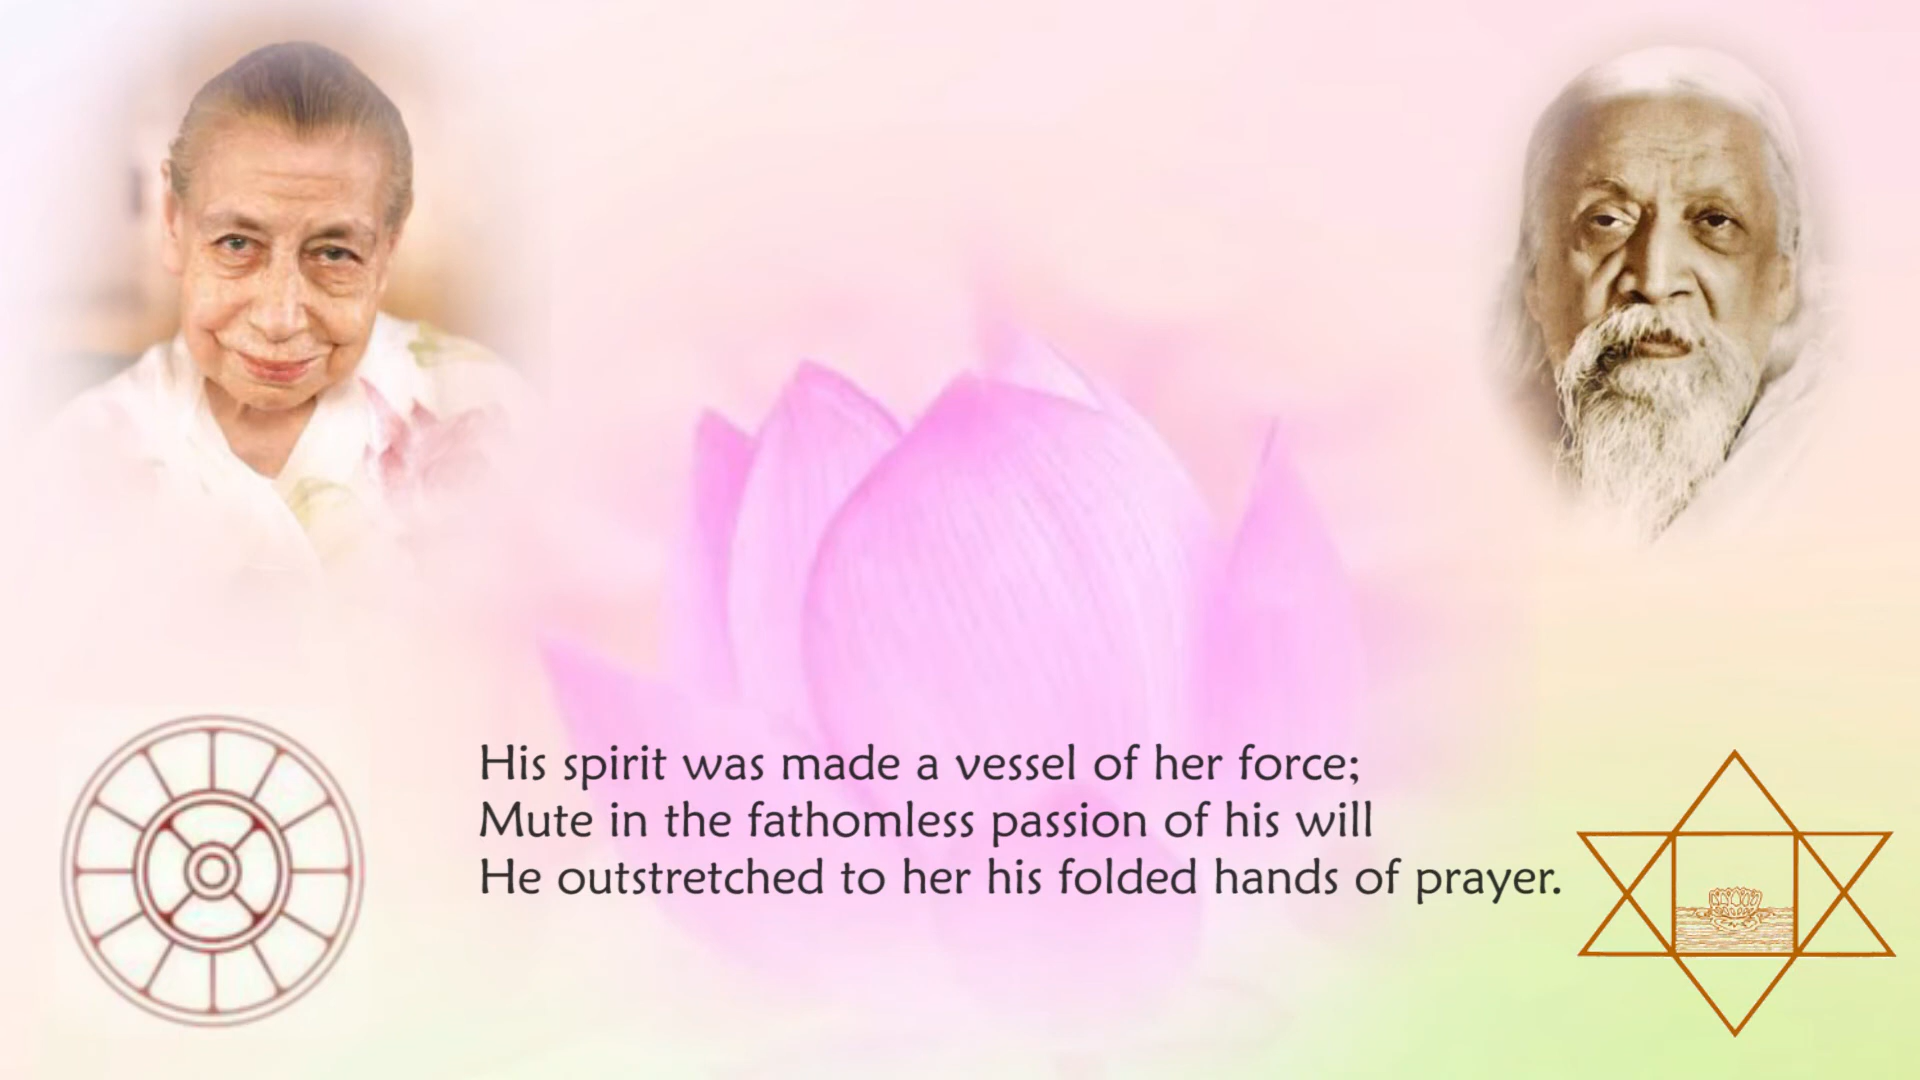 His spirit was made a vessel of her force;
Mute in the fathomless passion of his will
He outstretched to her his folded hands of prayer.